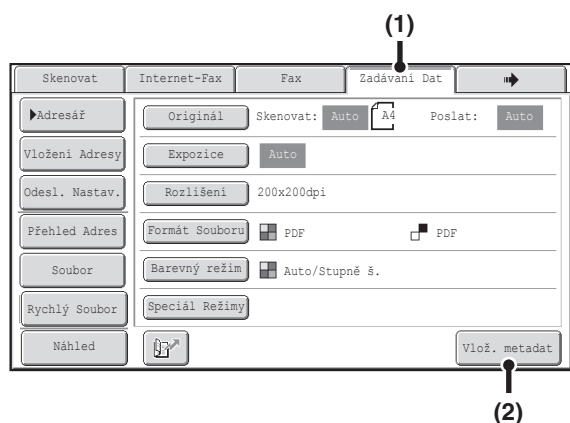 (1)
Skenovat Internet-Fax Fax Zadávaní Dat
Adresář Originál Skenovat: Auto A4 Poslat: Auto
Vložení Adresy Expozice Auto
Odesl. Nastav. Rozlišení 200x200dpi
Přehled Adres Formát Souboru PDF PDF
Soubor Barevný režim Auto/Stupně š.
Rychlý Soubor Speciál Režimy
Náhled Vlož. metadat
(2)